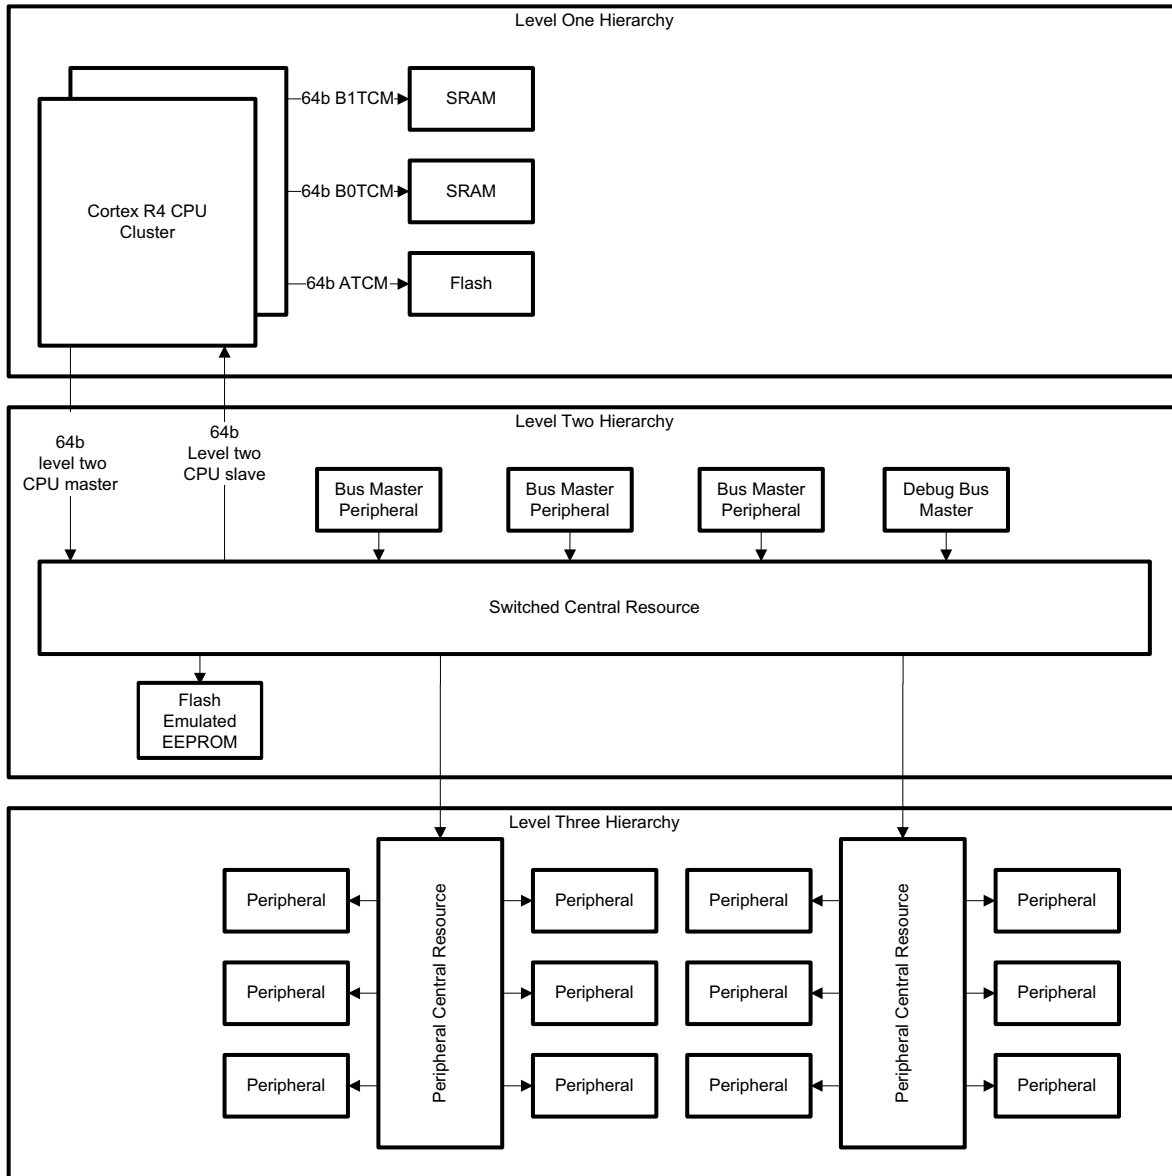 Level One Hierarchy
64b B1TCM
SRAM
64b B0TCM
SRAM
Cortex R4 CPU
Cluster
64b ATCM
Flash
Level Two Hierarchy
64b
level two
CPU master
64b
Level two
CPU slave
Bus Master
Peripheral
Bus Master
Peripheral
Bus Master
Peripheral
Debug Bus
Master
Switched Central Resource
Flash
Emulated
EEPROM
Level Three Hierarchy
Peripheral
Peripheral Central Resource
Peripheral
Peripheral
Peripheral Central Resource
Peripheral
Peripheral
Peripheral
Peripheral
Peripheral
Peripheral
Peripheral
Peripheral
Peripheral